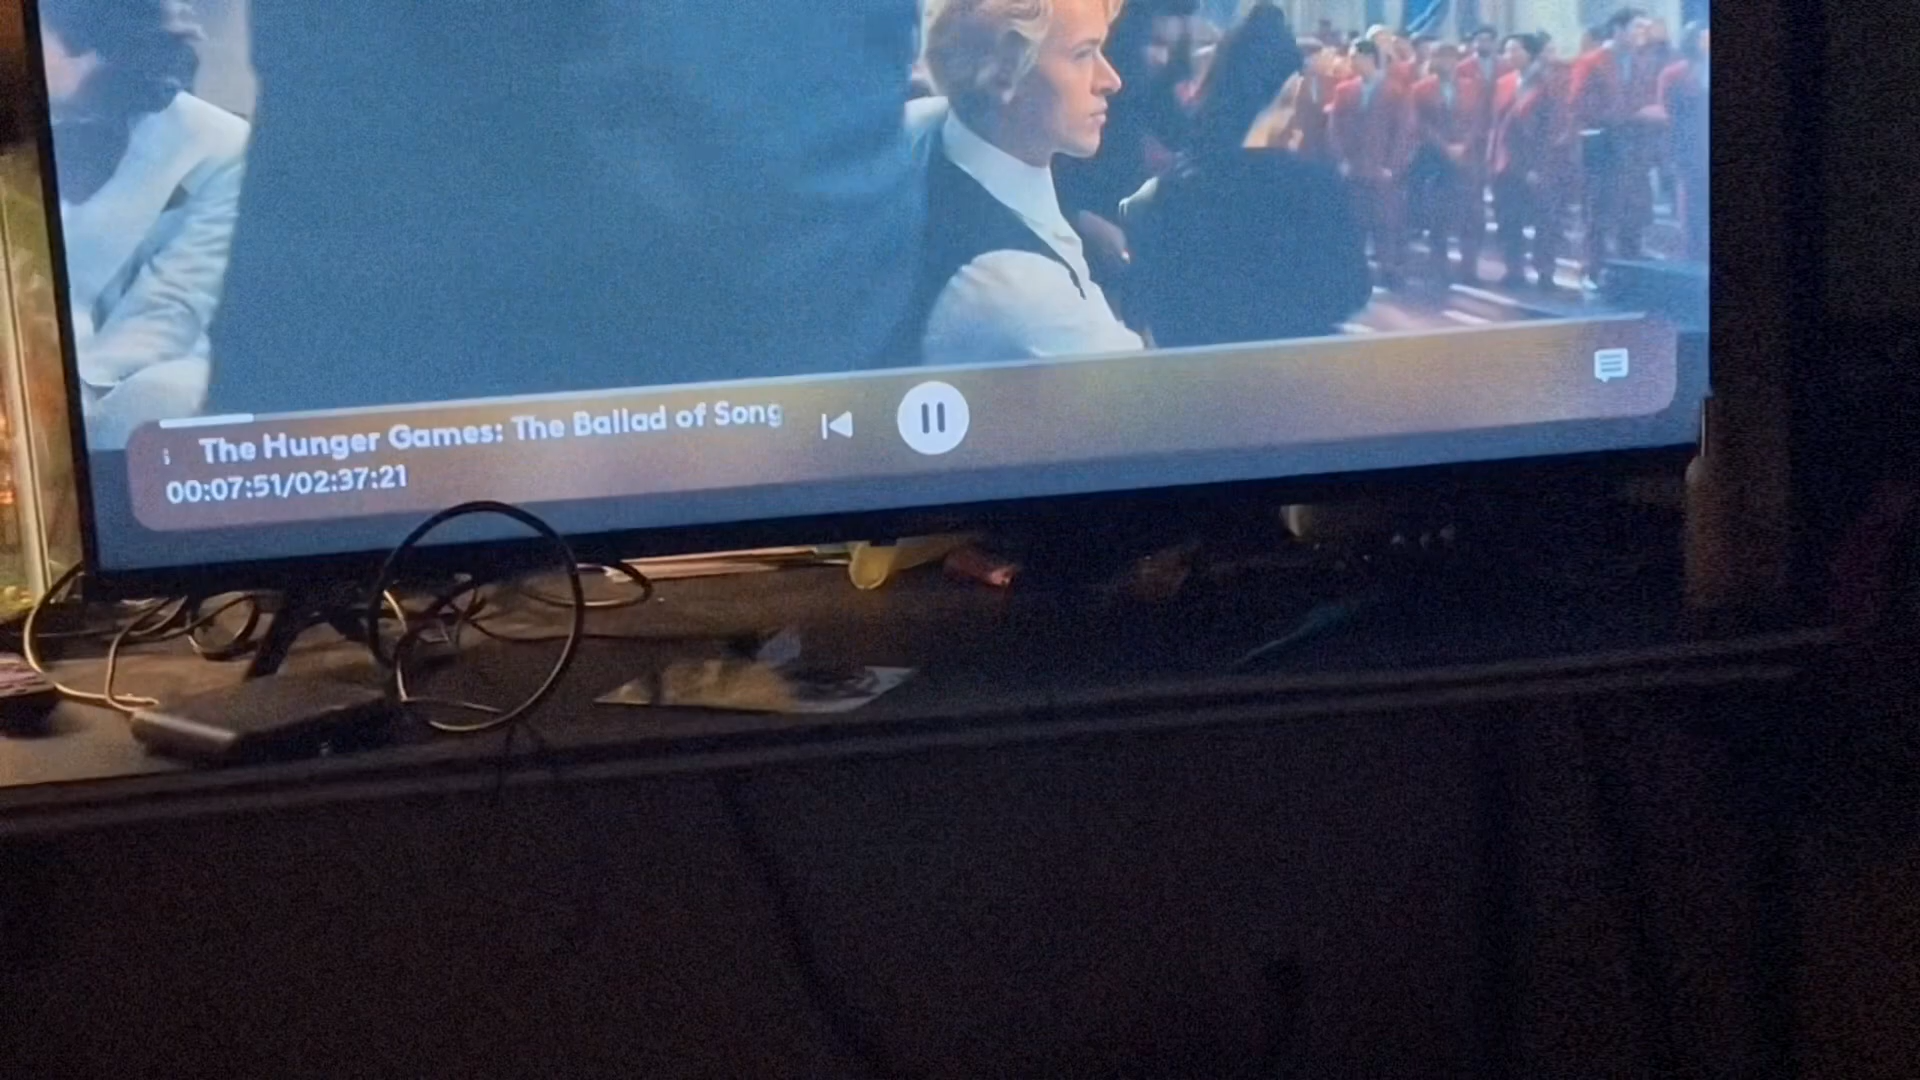 The Hunger Games: The Ballad of Song
00:07:51/02:37:21